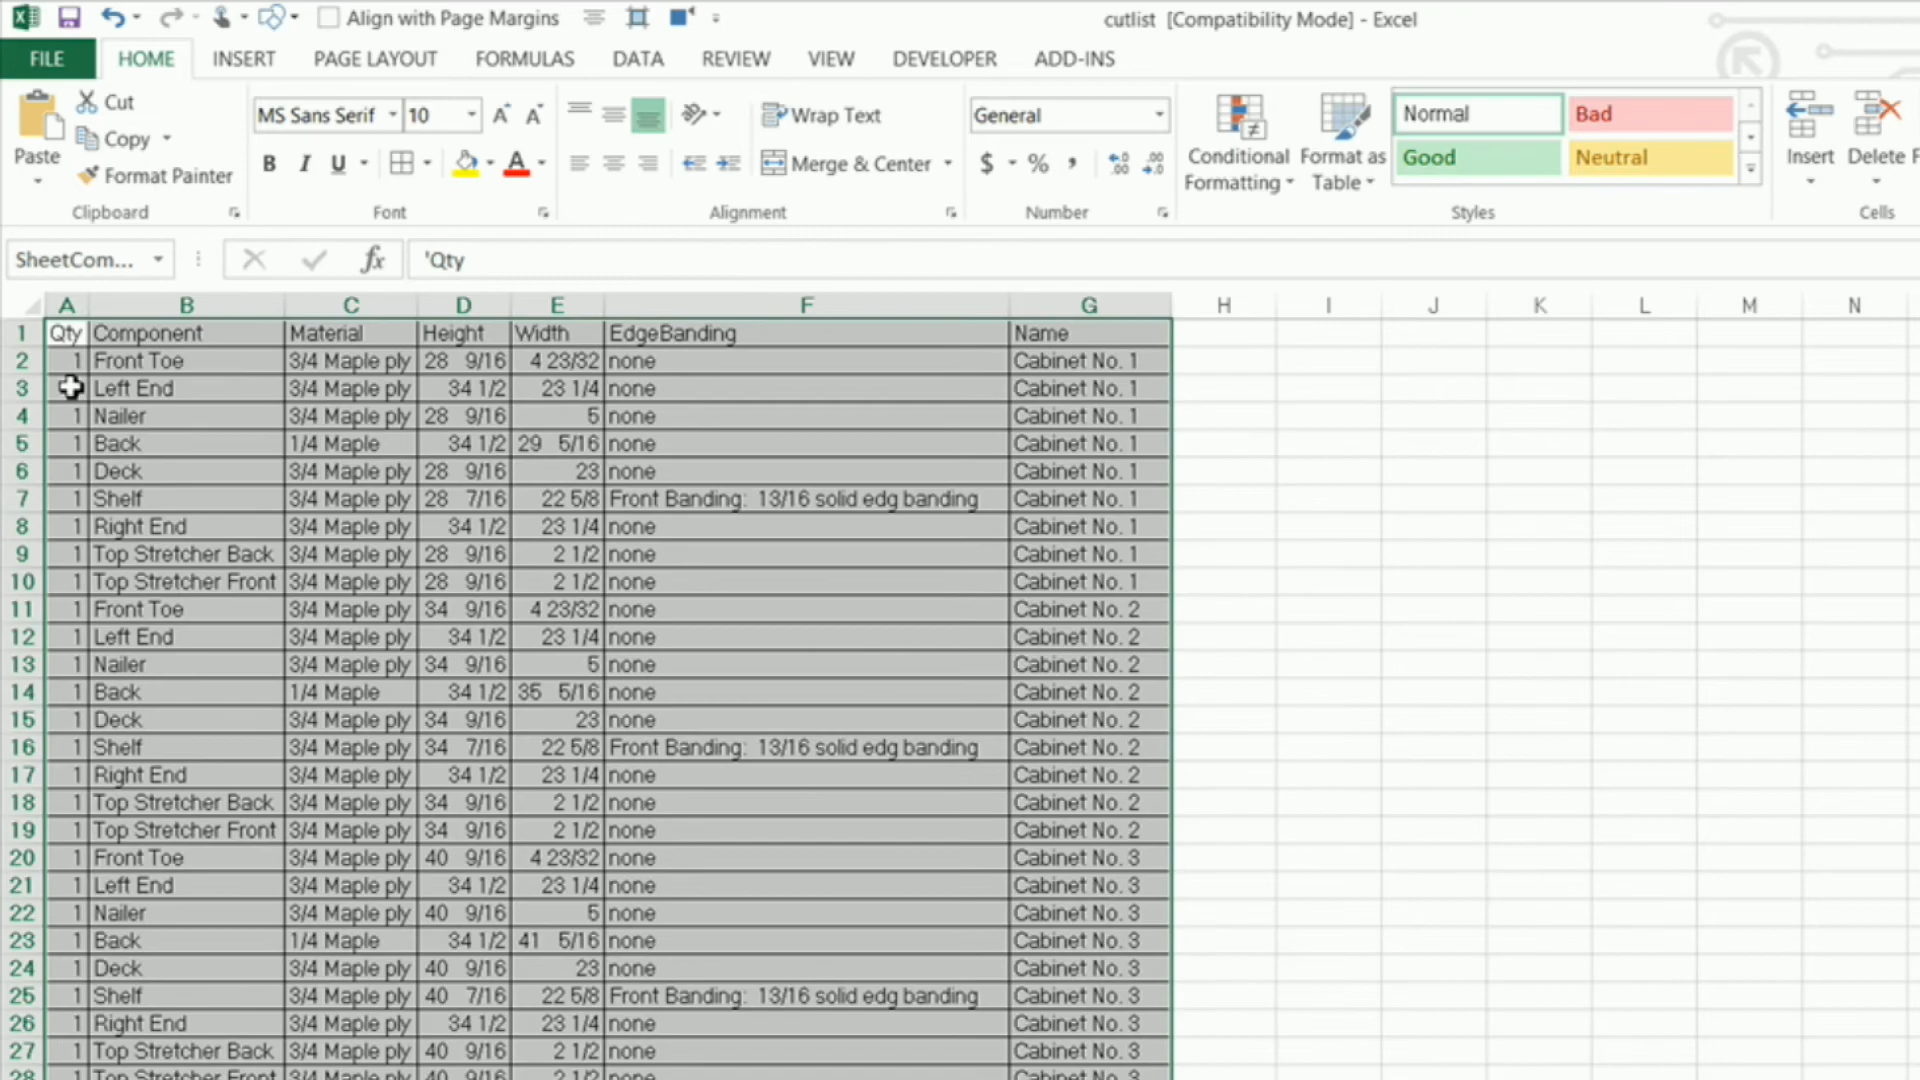 Align with Page Margins
cutlist [Compatibility Mode] - Excel
FILE HOME INSERT PAGE LAYOUT FORMULAS DATA REVIEW VIEW DEVELOPER ADD-INS
Paste
Cut
Copy
Format Painter
Clipboard
MS Sans Serif 10
B I U A
Font
Wrap Text
Merge & Center
Alignment
General
$ % ,
Number
Conditional Formatting
Format as Table
Normal Bad
Good Neutral
Styles
Insert Delete F
Cells
SheetCom... fx 'Qty
A B C D E F G H I J K L M N
1 Qty Component Material Height Width EdgeBanding Name
2 1 Front Toe 3/4 Maple ply 28 9/16 4 23/32 none Cabinet No. 1
3 Left End 3/4 Maple ply 34 1/2 23 1/4 none Cabinet No. 1
4 1 Nailer 3/4 Maple ply 28 9/16 5 none Cabinet No. 1
5 1 Back 1/4 Maple 34 1/2 29 5/16 none Cabinet No. 1
6 1 Deck 3/4 Maple ply 28 9/16 23 none Cabinet No. 1
7 1 Shelf 3/4 Maple ply 28 7/16 22 5/8 Front Banding: 13/16 solid edg banding Cabinet No. 1
8 1 Right End 3/4 Maple ply 34 1/2 23 1/4 none Cabinet No. 1
9 1 Top Stretcher Back 3/4 Maple ply 28 9/16 2 1/2 none Cabinet No. 1
10 1 Top Stretcher Front 3/4 Maple ply 28 9/16 2 1/2 none Cabinet No. 1
11 1 Front Toe 3/4 Maple ply 34 9/16 4 23/32 none Cabinet No. 2
12 1 Left End 3/4 Maple ply 34 1/2 23 1/4 none Cabinet No. 2
13 1 Nailer 3/4 Maple ply 34 9/16 5 none Cabinet No. 2
14 1 Back 1/4 Maple 34 1/2 35 5/16 none Cabinet No. 2
15 1 Deck 3/4 Maple ply 34 9/16 23 none Cabinet No. 2
16 1 Shelf 3/4 Maple ply 34 7/16 22 5/8 Front Banding: 13/16 solid edg banding Cabinet No. 2
17 1 Right End 3/4 Maple ply 34 1/2 23 1/4 none Cabinet No. 2
18 1 Top Stretcher Back 3/4 Maple ply 34 9/16 2 1/2 none Cabinet No. 2
19 1 Top Stretcher Front 3/4 Maple ply 34 9/16 2 1/2 none Cabinet No. 2
20 1 Front Toe 3/4 Maple ply 40 9/16 4 23/32 none Cabinet No. 3
21 1 Left End 3/4 Maple ply 34 1/2 23 1/4 none Cabinet No. 3
22 1 Nailer 3/4 Maple ply 40 9/16 5 none Cabinet No. 3
23 1 Back 1/4 Maple 34 1/2 41 5/16 none Cabinet No. 3
24 1 Deck 3/4 Maple ply 40 9/16 23 none Cabinet No. 3
25 1 Shelf 3/4 Maple ply 40 7/16 22 5/8 Front Banding: 13/16 solid edg banding Cabinet No. 3
26 1 Right End 3/4 Maple ply 34 1/2 23 1/4 none Cabinet No. 3
27 1 Top Stretcher Back 3/4 Maple ply 40 9/16 2 1/2 none Cabinet No. 3
28 1 Top Stretcher Front 3/4 Maple ply 40 9/16 2 1/2 none Cabinet No. 3